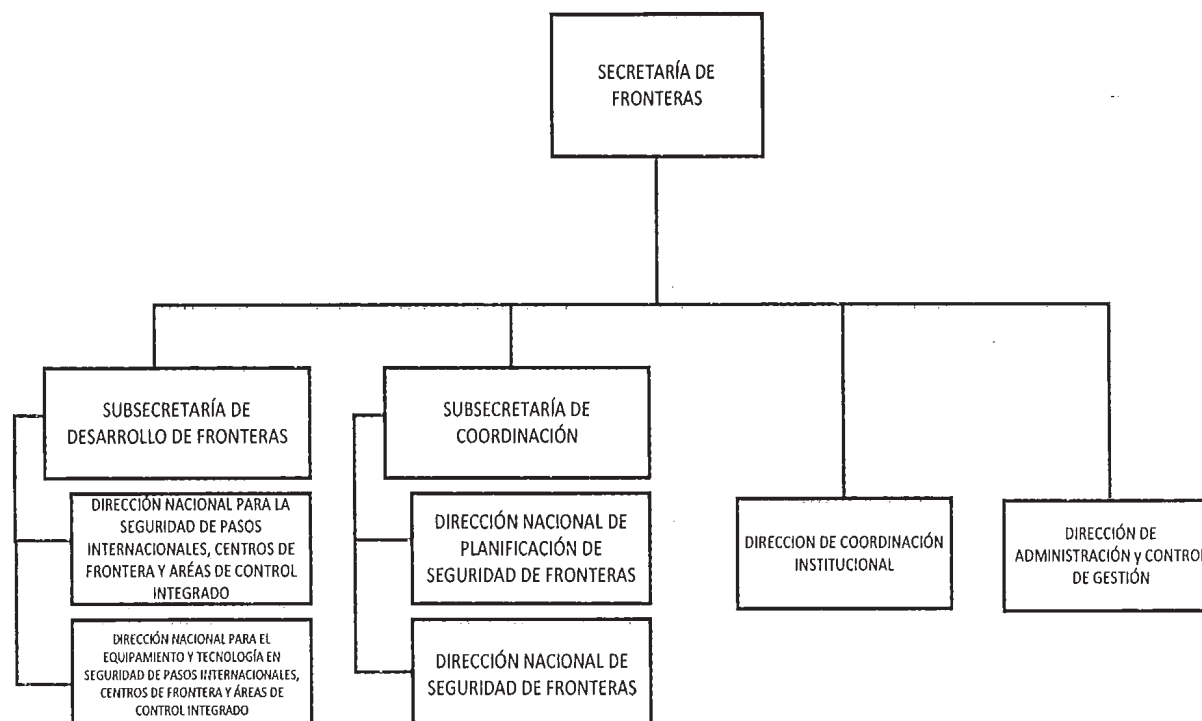 SECRETARÍA DE
FRONTERAS
SUBSECRETARÍA DE
DESARROLLO DE FRONTERAS
DIRECCIÓN NACIONAL PARA LA
SEGURIDAD DE PASOS
INTERNACIONALES, CENTROS DE
FRONTERA Y ARÉAS DE CONTROL
INTEGRADO
DIRECCIÓN NACIONAL PARA EL
EQUIPAMIENTO Y TECNOLOGÍA EN
SEGURIDAD DE PASOS INTERNACIONALES,
CENTROS DE FRONTERA Y ÁREAS DE
CONTROL INTEGRADO
SUBSECRETARÍA DE
COORDINACIÓN
DIRECCIÓN NACIONAL DE
PLANIFICACIÓN DE
SEGURIDAD DE FRONTERAS
DIRECCIÓN NACIONAL DE
SEGURIDAD DE FRONTERAS
DIRECCION DE COORDINACIÓN
INSTITUCIONAL
DIRECCIÓN DE
ADMINISTRACIÓN y CONTROL
DE GESTIÓN